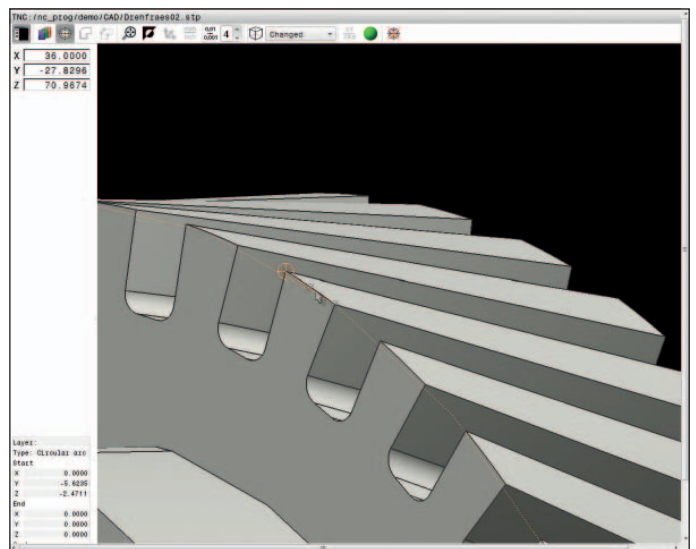 TNC:/nc_prog/demo/CAD/Drehfraes02.stp
0,01 or 0,001 4 Changed
X 36.0000
Y -27.8296
Z 70.9674
Layer:
Type: Circular arc
Start
X 0.0000
Y -5.6235
Z -2.4711
End
X 0.0000
Y 0.0000
Z 0.0000